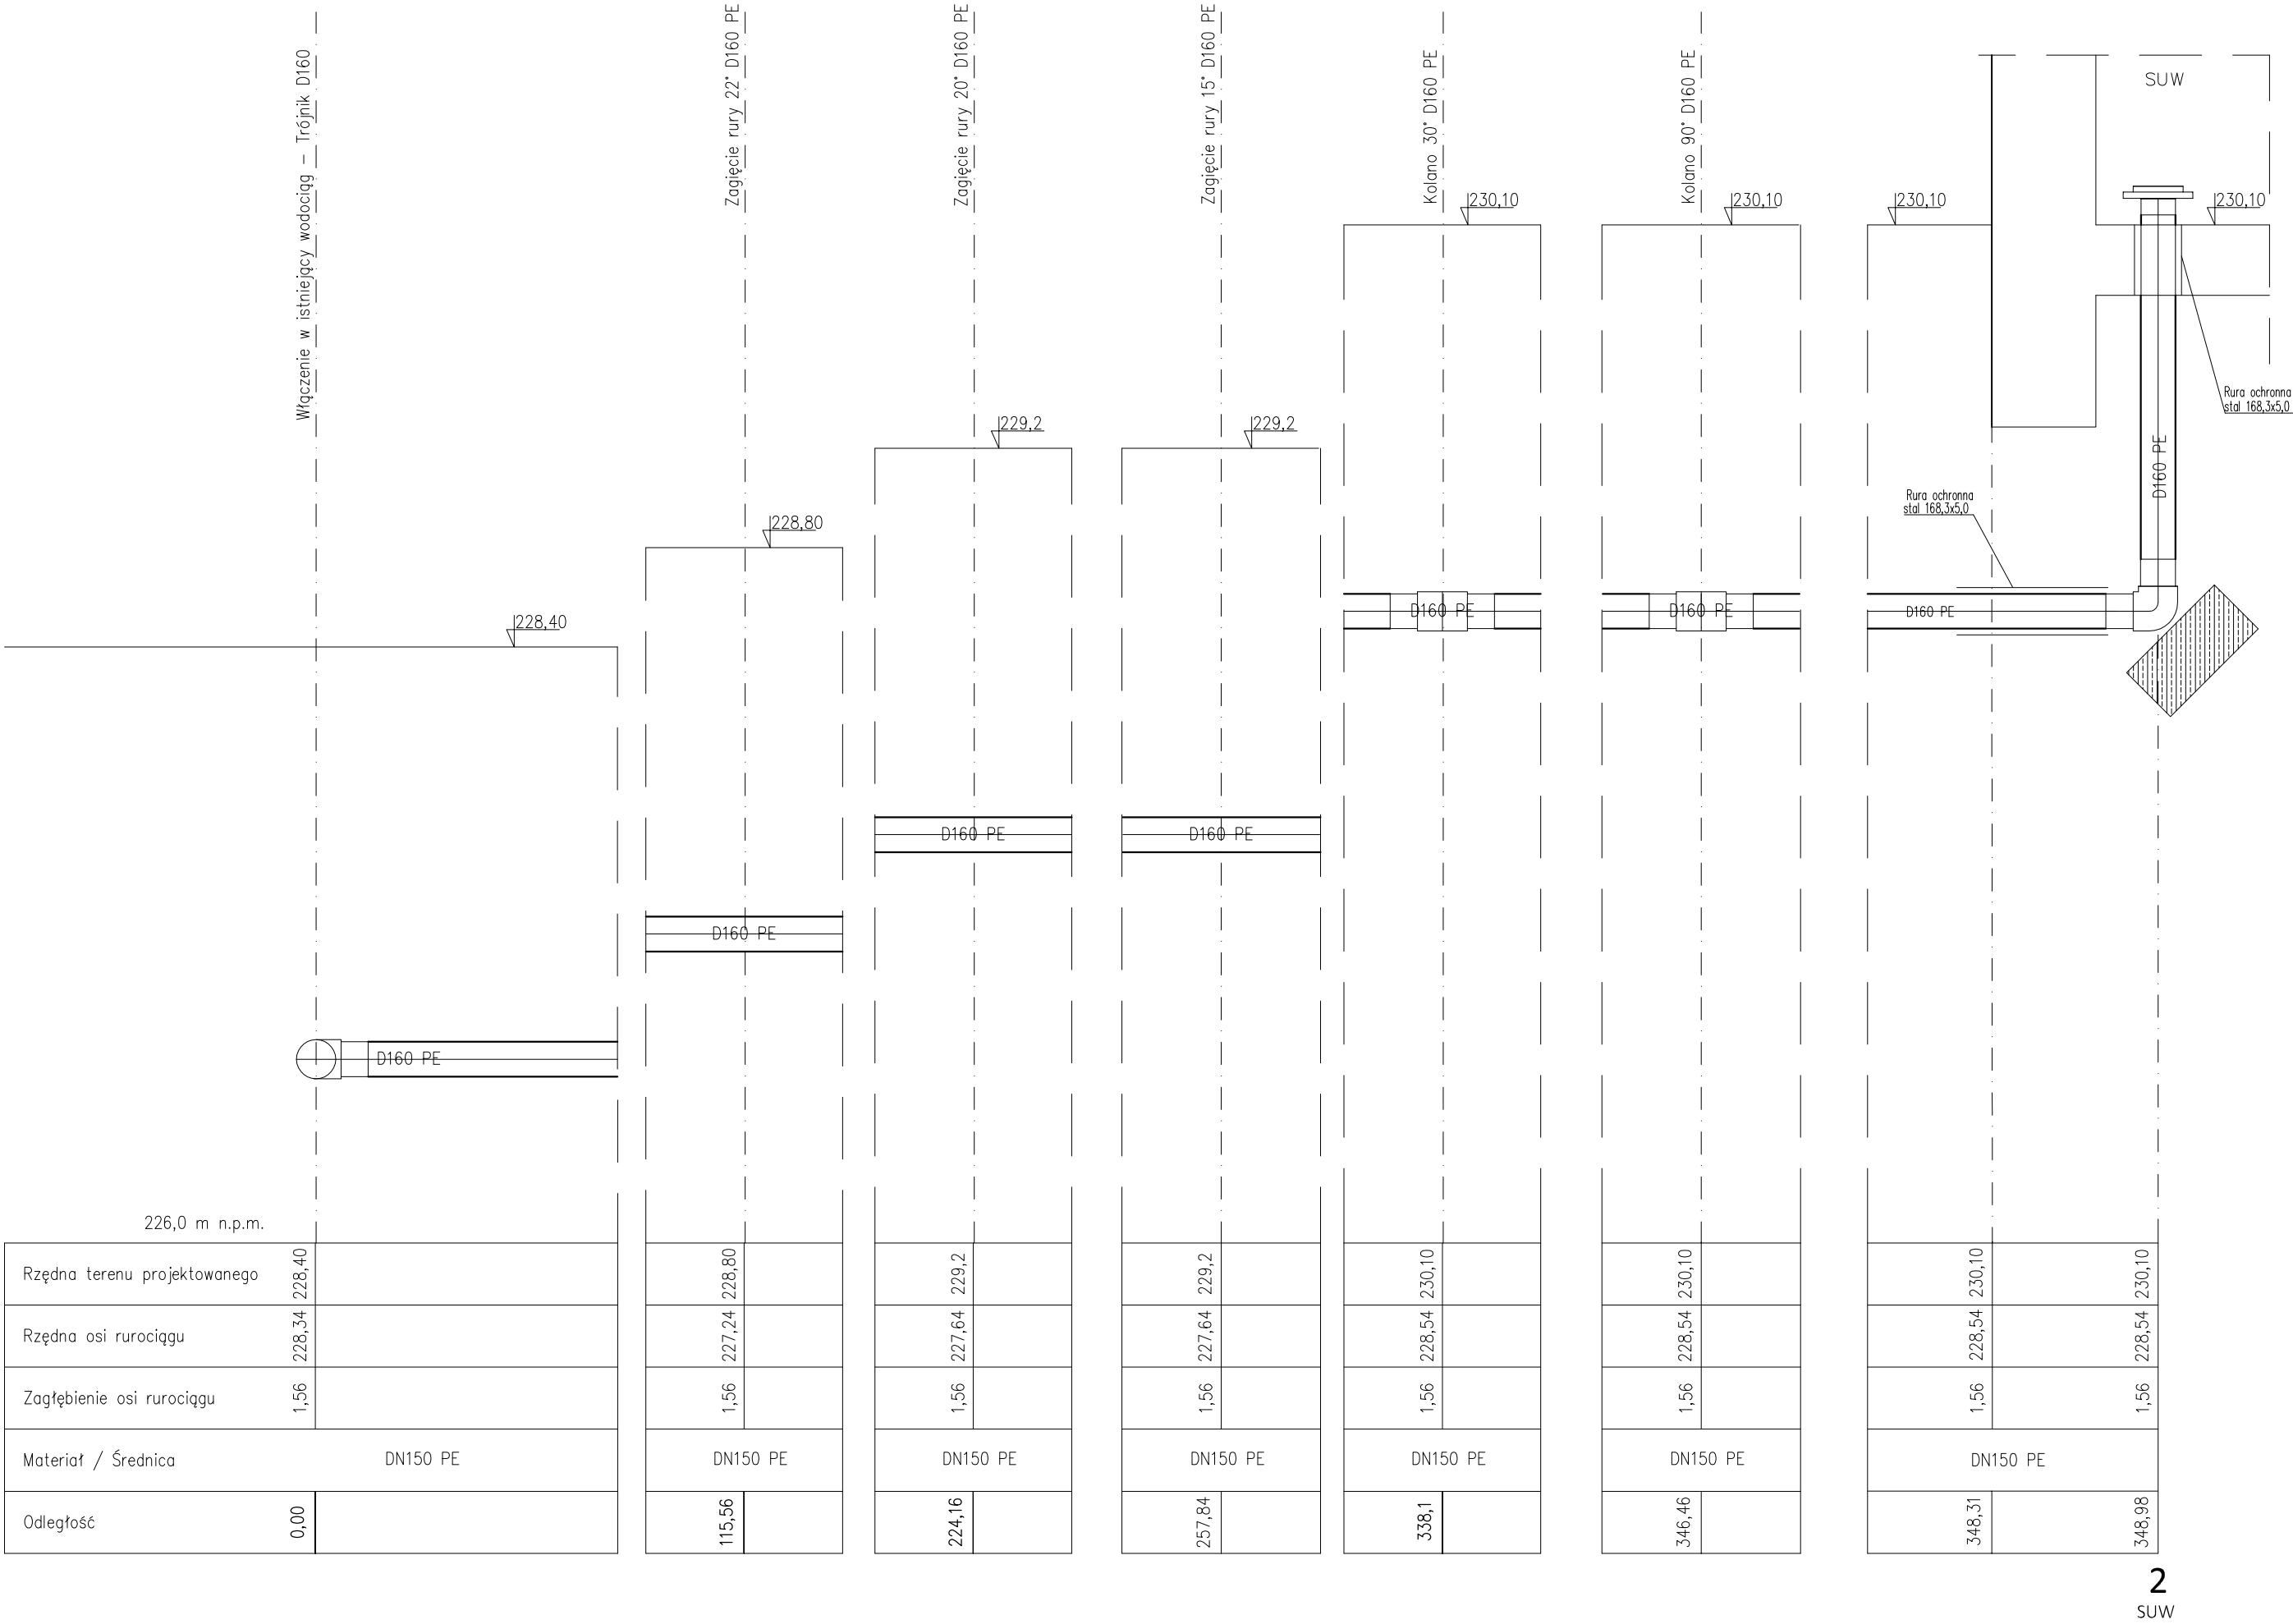 Włączenie w istniejący wodociąg – Trójnik D160
Zagięcie rury 22° D160 PE
Zagięcie rury 20° D160 PE
Zagięcie rury 15° D160 PE
Kolano 30° D160 PE
Kolano 90° D160 PE
SUW
230,10
230,10
230,10
230,10
Rura ochronna
stal 168,3x5,0
229,2
229,2
D160 PE
Rura ochronna
stal 168,3x5,0
228,80
228,40
D160 PE
D160 PE
D160 PE
D160 PE
D160 PE
D160 PE
D160 PE
226,0 m n.p.m.
Rzędna terenu projektowanego 228,40 228,80 229,2 229,2 230,10 230,10 230,10 230,10
Rzędna osi rurociągu 228,34 227,24 227,64 227,64 228,54 228,54 228,54 228,54
Zagłębienie osi rurociągu 1,56 1,56 1,56 1,56 1,56 1,56 1,56 1,56
Materiał / Średnica DN150 PE DN150 PE DN150 PE DN150 PE DN150 PE DN150 PE DN150 PE
Odległość 0,00 115,56 224,16 257,84 338,1 346,46 348,31 348,98
2
SUW